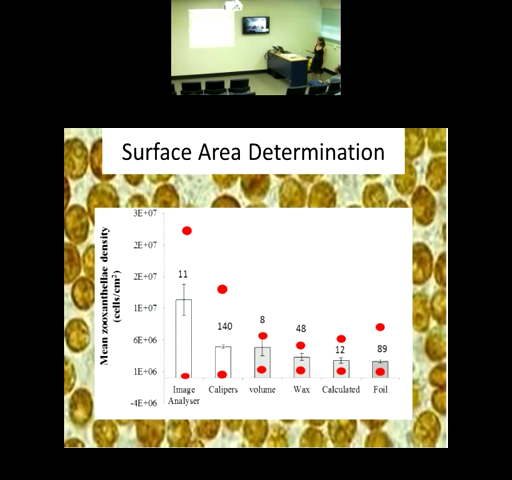 Surface Area Determination
Mean zooxanthellae density
(cells/cm²)
3E+07
2E+07
2E+07
1E+07
6E+06
1E+06
-4E+06
11
140
8
48
12
89
Image
Analyser
Calipers
volume
Wax
Calculated
Foil